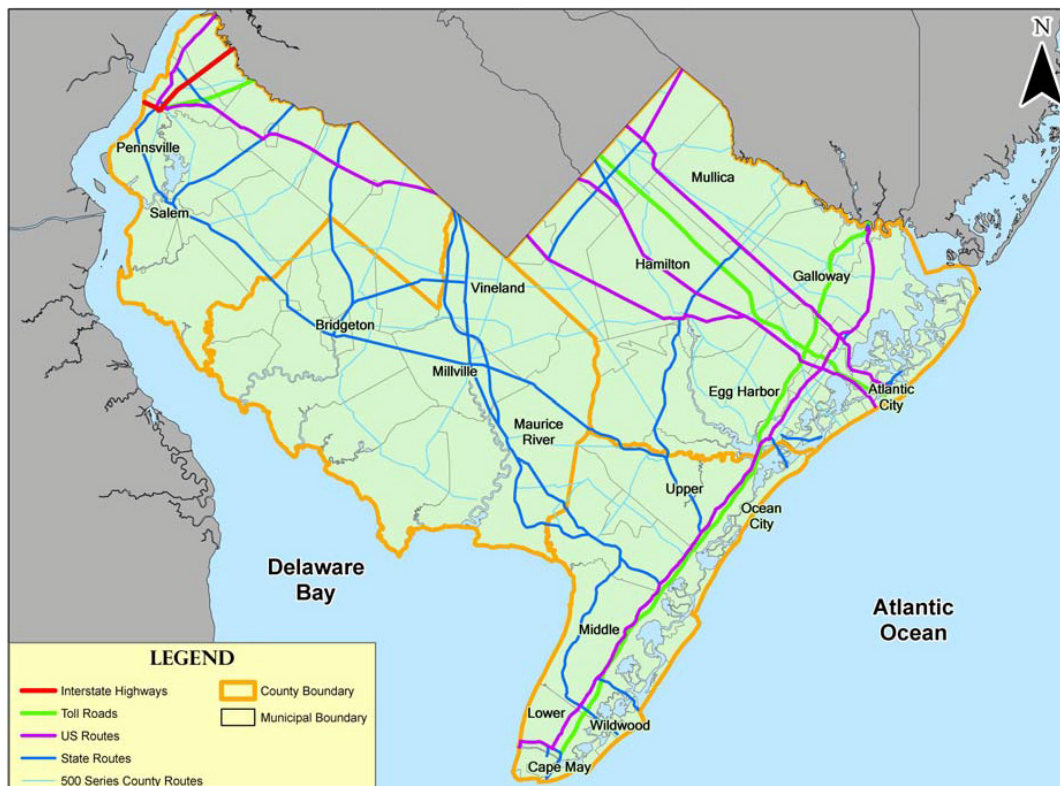 N
Pennsville
Salem
Mullica
Hamilton
Galloway
Vineland
Bridgeton
Millville
Egg Harbor
Atlantic
City
Maurice
River
Upper
Ocean
City
Delaware
Bay
Atlantic
Ocean
Middle
Lower
Wildwood
Cape May
LEGEND
Interstate Highways
Toll Roads
US Routes
State Routes
500 Series County Routes
County Boundary
Municipal Boundary